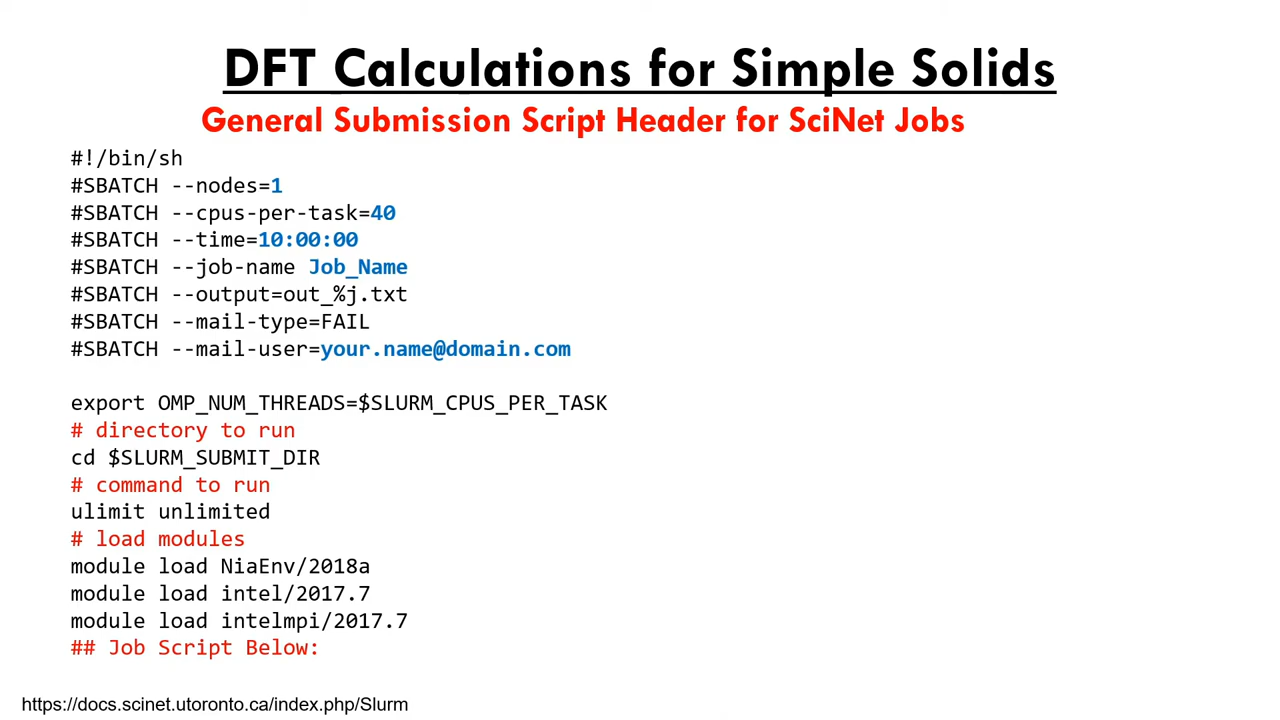 DFT Calculations for Simple Solids
General Submission Script Header for SciNet Jobs
#!/bin/sh
#SBATCH --nodes=1
#SBATCH --cpus-per-task=40
#SBATCH --time=10:00:00
#SBATCH --job-name Job_Name
#SBATCH --output=out_%j.txt
#SBATCH --mail-type=FAIL
#SBATCH --mail-user=your.name@domain.com
export OMP_NUM_THREADS=$SLURM_CPUS_PER_TASK
# directory to run
cd $SLURM_SUBMIT_DIR
# command to run
ulimit unlimited
# load modules
module load NiaEnv/2018a
module load intel/2017.7
module load intelmpi/2017.7
## Job Script Below:
https://docs.scinet.utoronto.ca/index.php/Slurm